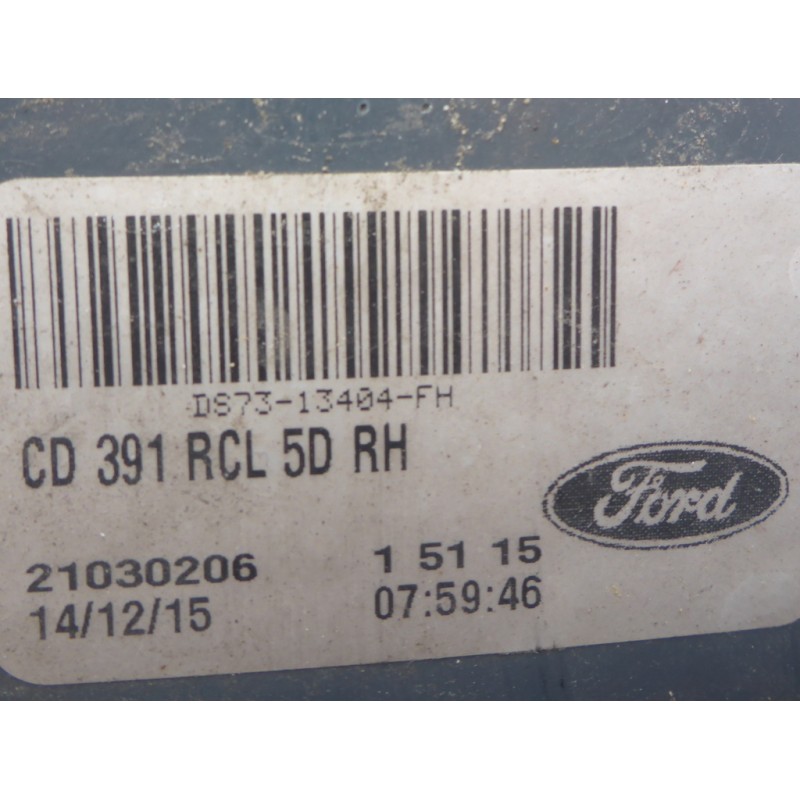 DS73-13404-FH
CD 391 RCL 5D RH
Ford
21030206 1 51 15
14/12/15 07:59:46